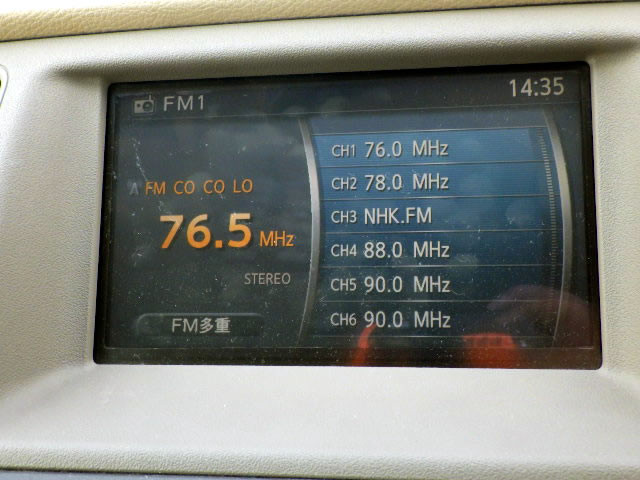 FM1
14:35
FM CO CO LO
76.5 MHz
STEREO
FM多重
CH1 76.0 MHz
CH2 78.0 MHz
CH3 NHK.FM
CH4 88.0 MHz
CH5 90.0 MHz
CH6 90.0 MHz